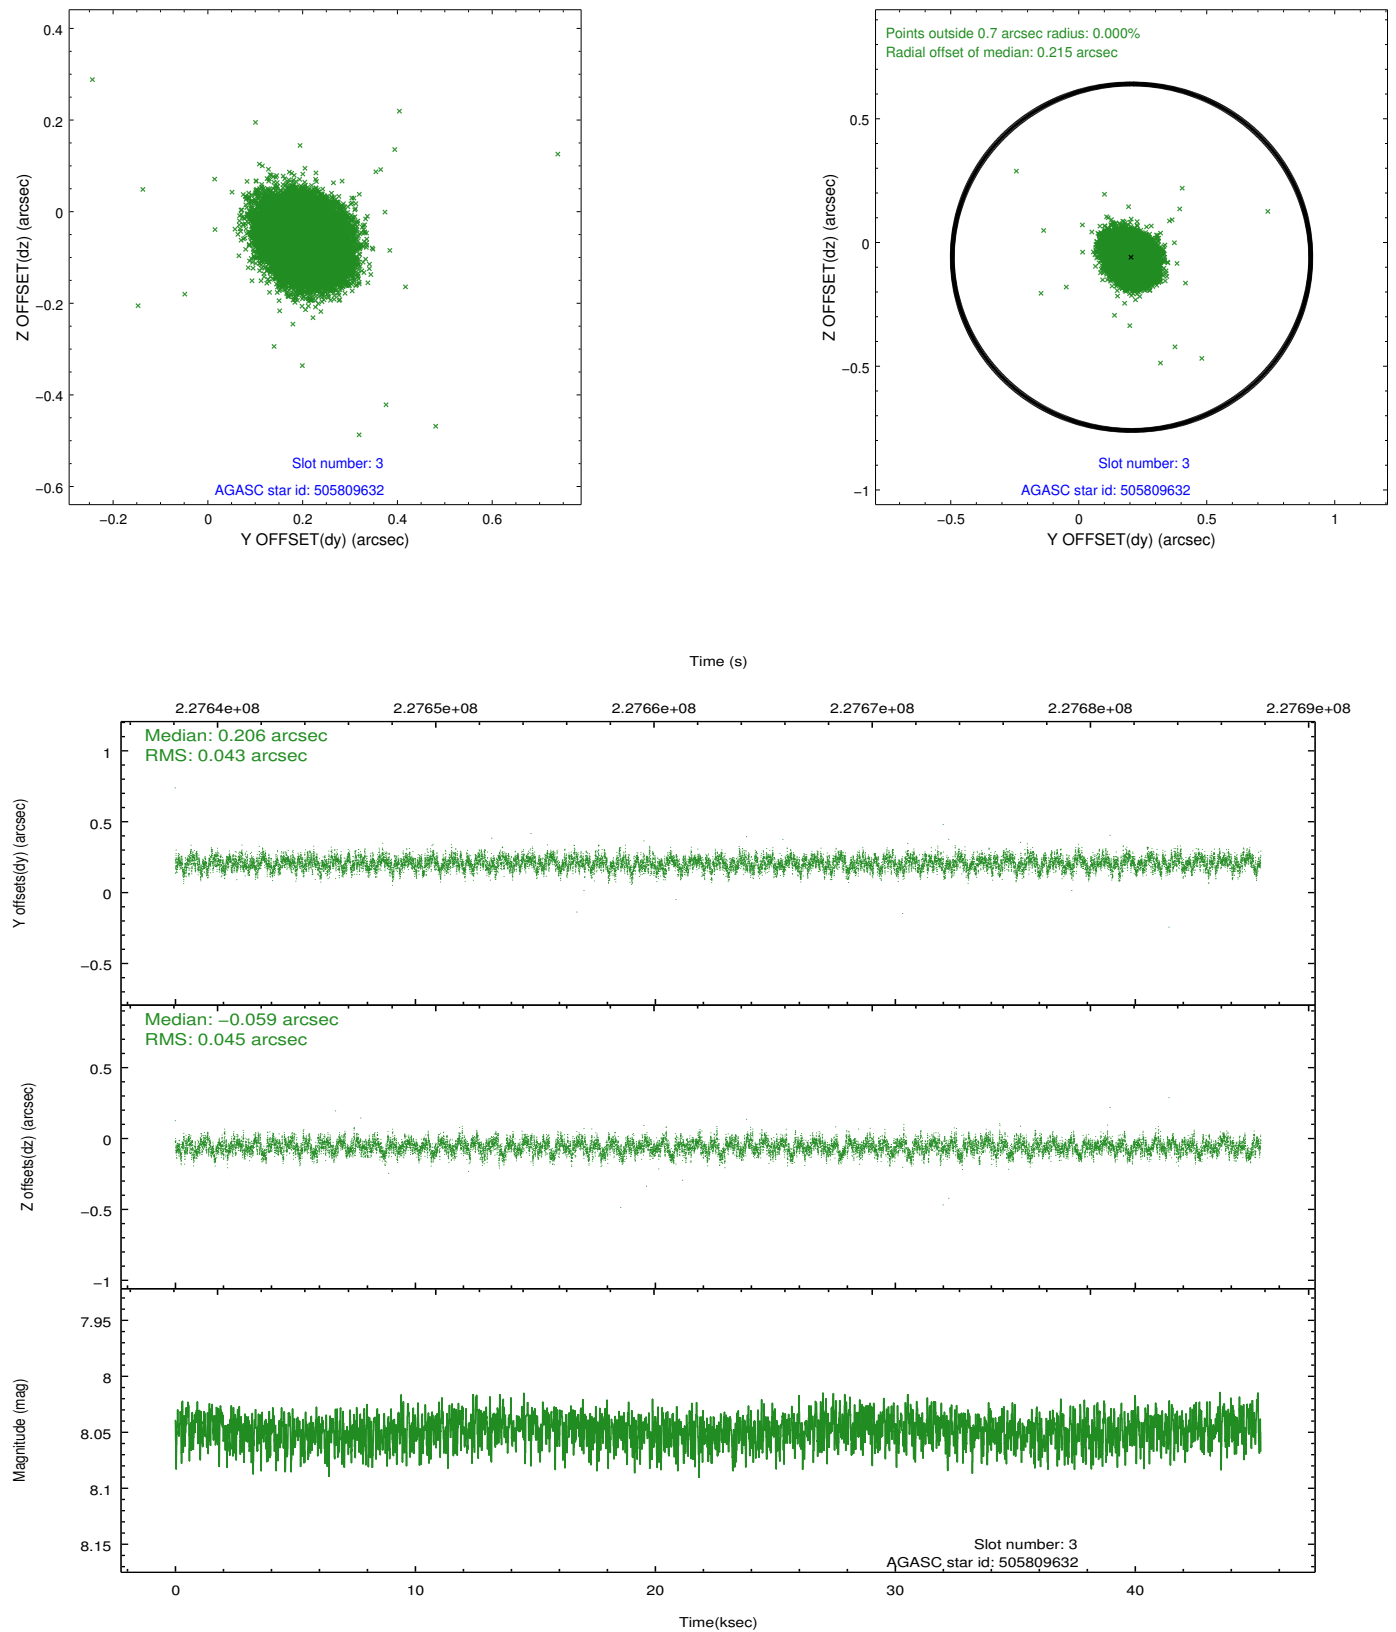 0.4
0.2
0
−0.2
−0.4
−0.6
Z OFFSET(dz) (arcsec)
Slot number: 3
AGASC star id: 505809632
−0.2
0
0.2
0.4
0.6
Y OFFSET(dy) (arcsec)
Points outside 0.7 arcsec radius: 0.000%
Radial offset of median: 0.215 arcsec
0.5
0
−0.5
−1
Z OFFSET(dz) (arcsec)
Slot number: 3
AGASC star id: 505809632
−0.5
0
0.5
1
Y OFFSET(dy) (arcsec)
Time (s)
2.2764e+08
2.2765e+08
2.2766e+08
2.2767e+08
2.2768e+08
2.2769e+08
Median: 0.206 arcsec
RMS: 0.043 arcsec
1
0.5
0
−0.5
Y offsets(dy) (arcsec)
Median: −0.059 arcsec
RMS: 0.045 arcsec
0.5
0
−0.5
−1
Z offsets(dz) (arcsec)
7.95
8
8.05
8.1
8.15
Magnitude (mag)
Slot number: 3
AGASC star id: 505809632
0
10
20
30
40
Time(ksec)